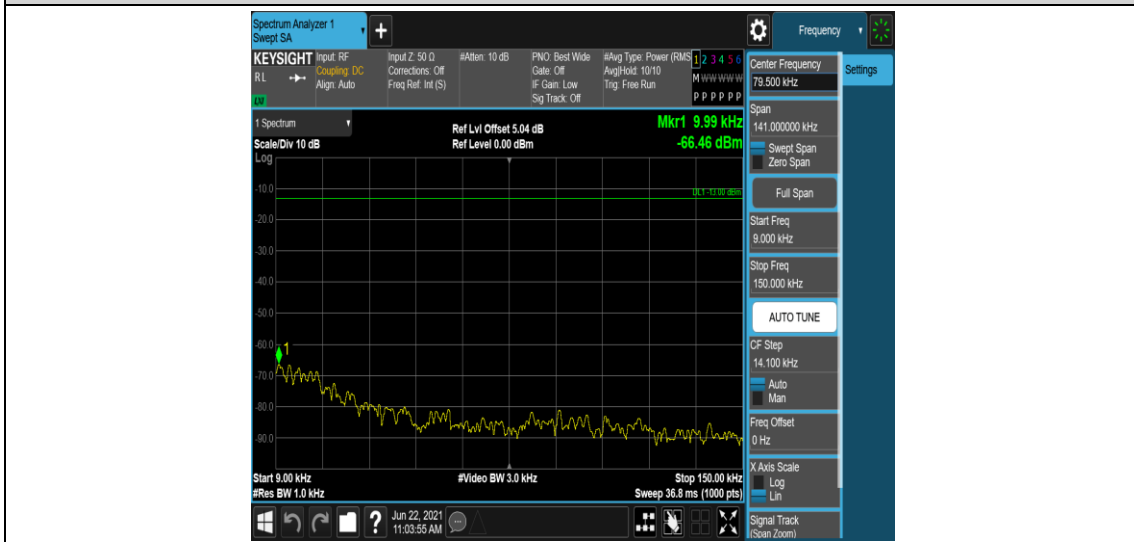 Spectrum Analyzer 1
Swept SA
+
Frequency
KEYSIGHT
RL
LXI
Input: RF
Coupling: DC
Align: Auto
Input Z: 50 Ω
Corrections: Off
Freq Ref: Int (S)
#Atten: 10 dB
PNO: Best Wide
Gate: Off
IF Gain: Low
Sig Track: Off
#Avg Type: Power (RMS
Avg|Hold: 10/10
Trig: Free Run
1 2 3 4 5 6
M W W W W W
P P P P P P
1 Spectrum
Scale/Div 10 dB
Ref Lvl Offset 5.04 dB
Ref Level 0.00 dBm
Mkr1 9.99 kHz
-66.46 dBm
Log
DL1 -13.00 dBm
-10.0
-20.0
-30.0
-40.0
-50.0
-60.0
1
-70.0
-80.0
-90.0
Start 9.00 kHz
#Res BW 1.0 kHz
#Video BW 3.0 kHz
Stop 150.00 kHz
Sweep 36.8 ms (1000 pts)
?
Jun 22, 2021
11:03:55 AM
Center Frequency
79.500 kHz
Settings
Span
141.000000 kHz
Swept Span
Zero Span
Full Span
Start Freq
9.000 kHz
Stop Freq
150.000 kHz
AUTO TUNE
CF Step
14.100 kHz
Auto
Man
Freq Offset
0 Hz
X Axis Scale
Log
Lin
Signal Track
(Span Zoom)